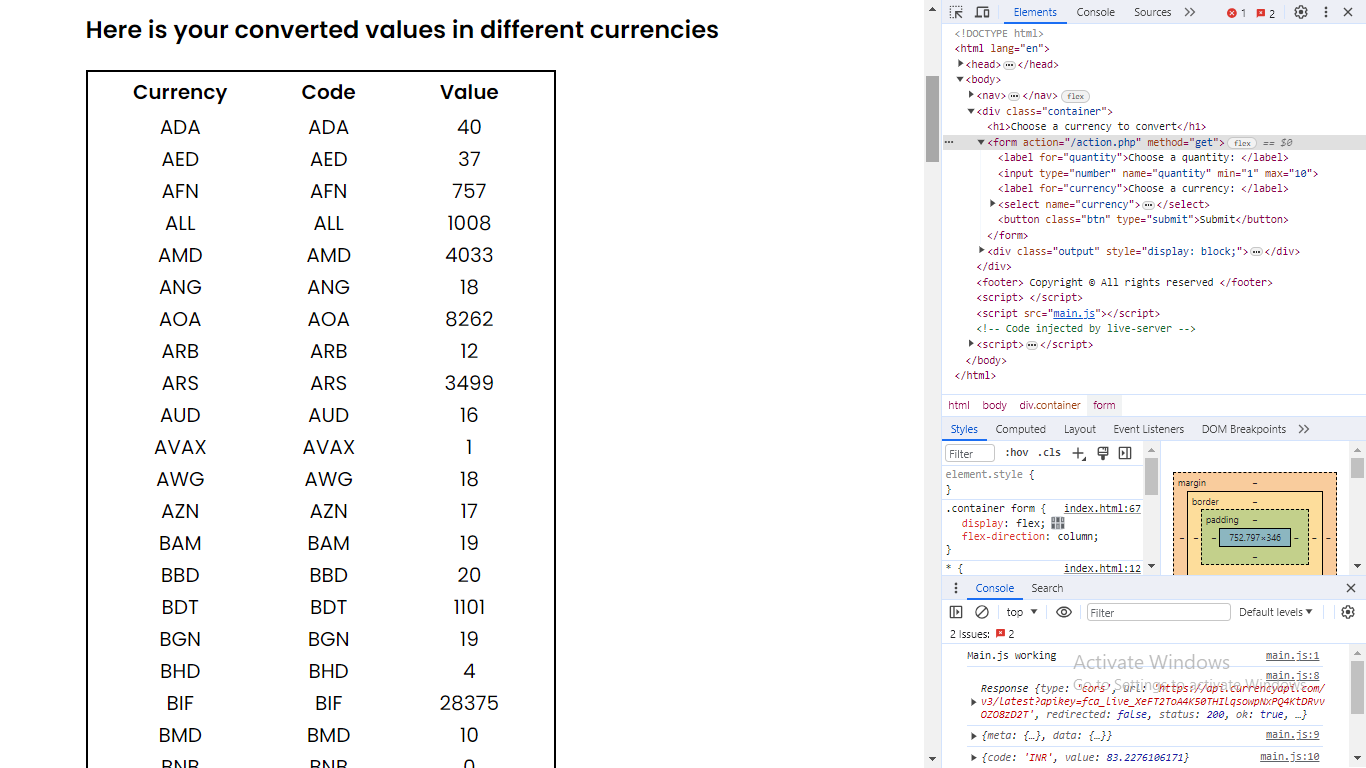 Here is your converted values in different currencies
Currency Code Value
ADA ADA 40
AED AED 37
AFN AFN 757
ALL ALL 1008
AMD AMD 4033
ANG ANG 18
AOA AOA 8262
ARB ARB 12
ARS ARS 3499
AUD AUD 16
AVAX AVAX 1
AWG AWG 18
AZN AZN 17
BAM BAM 19
BBD BBD 20
BDT BDT 1101
BGN BGN 19
BHD BHD 4
BIF BIF 28375
BMD BMD 10
BNB BNB 0
Elements Console Sources 1 2
<!DOCTYPE html>
<html lang="en">
<head> … </head>
<body>
<nav> … </nav> flex
<div class="container">
<h1>Choose a currency to convert</h1>
… <form action="/action.php" method="get"> flex == $0
<label for="quantity">Choose a quantity: </label>
<input type="number" name="quantity" min="1" max="10">
<label for="currency">Choose a currency: </label>
<select name="currency"> … </select>
<button class="btn" type="submit">Submit</button>
</form>
<div class="output" style="display: block;"> … </div>
</div>
<footer> Copyright © All rights reserved </footer>
<script> </script>
<script src="main.js"></script>
<!-- Code injected by live-server -->
<script> … </script>
</body>
</html>
html body div.container form
Styles Computed Layout Event Listeners DOM Breakpoints
Filter :hov .cls
element.style {
}
.container form { index.html:67
display: flex;
flex-direction: column;
}
* { index.html:12
margin –
border –
padding –
– – – 752.797×346 – – –
–
Console Search
top Filter Default levels
2 Issues: 2
Main.js working main.js:1
Activate Windows
Go to Settings to activate Windows.
main.js:8
Response {type: 'cors', url: 'https://api.currencyapi.com/
v3/latest?apikey=fca_live_XeFT2ToA4K50THIlqsowpNxPQ4KtDRvv
OZO8zD2T', redirected: false, status: 200, ok: true, …}
{meta: {…}, data: {…}} main.js:9
{code: 'INR', value: 83.2276106171} main.js:10